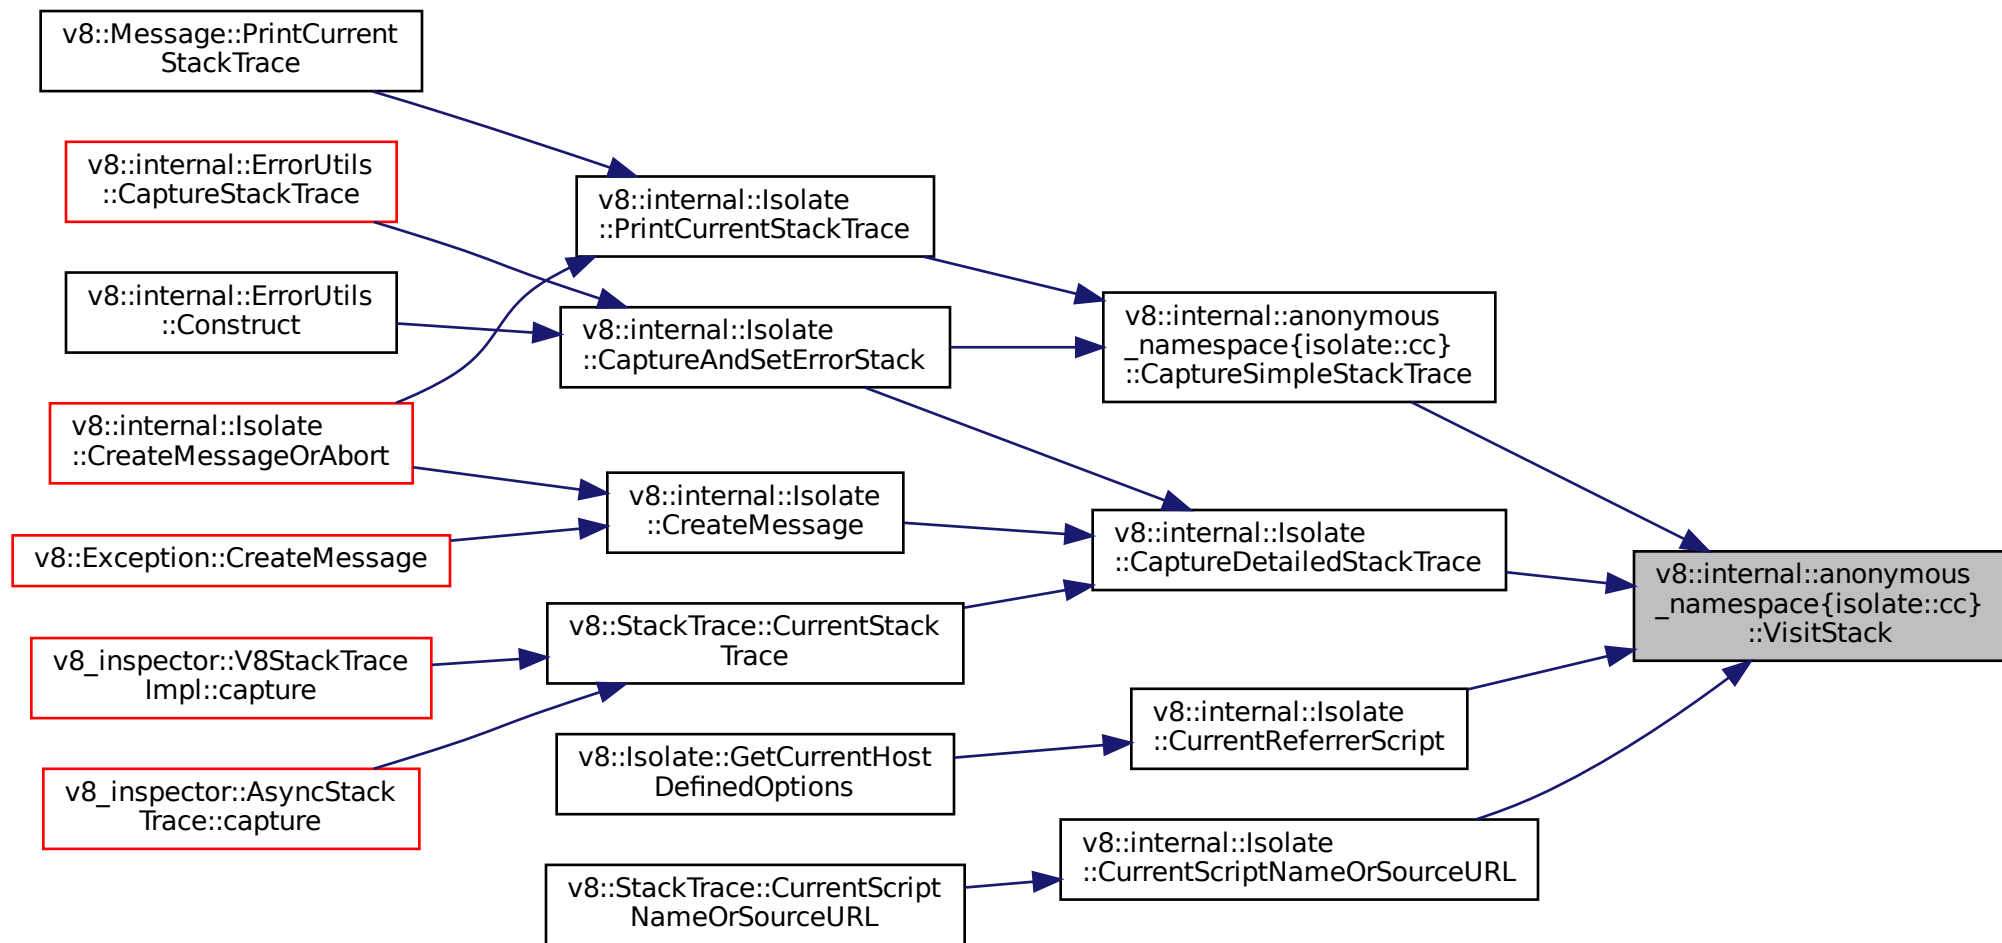 v8::Message::PrintCurrent
StackTrace
v8::internal::ErrorUtils
::CaptureStackTrace
v8::internal::ErrorUtils
::Construct
v8::internal::Isolate
::CreateMessageOrAbort
v8::Exception::CreateMessage
v8_inspector::V8StackTrace
Impl::capture
v8_inspector::AsyncStack
Trace::capture
v8::internal::Isolate
::PrintCurrentStackTrace
v8::internal::Isolate
::CaptureAndSetErrorStack
v8::internal::Isolate
::CreateMessage
v8::StackTrace::CurrentStack
Trace
v8::Isolate::GetCurrentHost
DefinedOptions
v8::StackTrace::CurrentScript
NameOrSourceURL
v8::internal::anonymous
_namespace{isolate::cc}
::CaptureSimpleStackTrace
v8::internal::Isolate
::CaptureDetailedStackTrace
v8::internal::Isolate
::CurrentReferrerScript
v8::internal::Isolate
::CurrentScriptNameOrSourceURL
v8::internal::anonymous
_namespace{isolate::cc}
::VisitStack